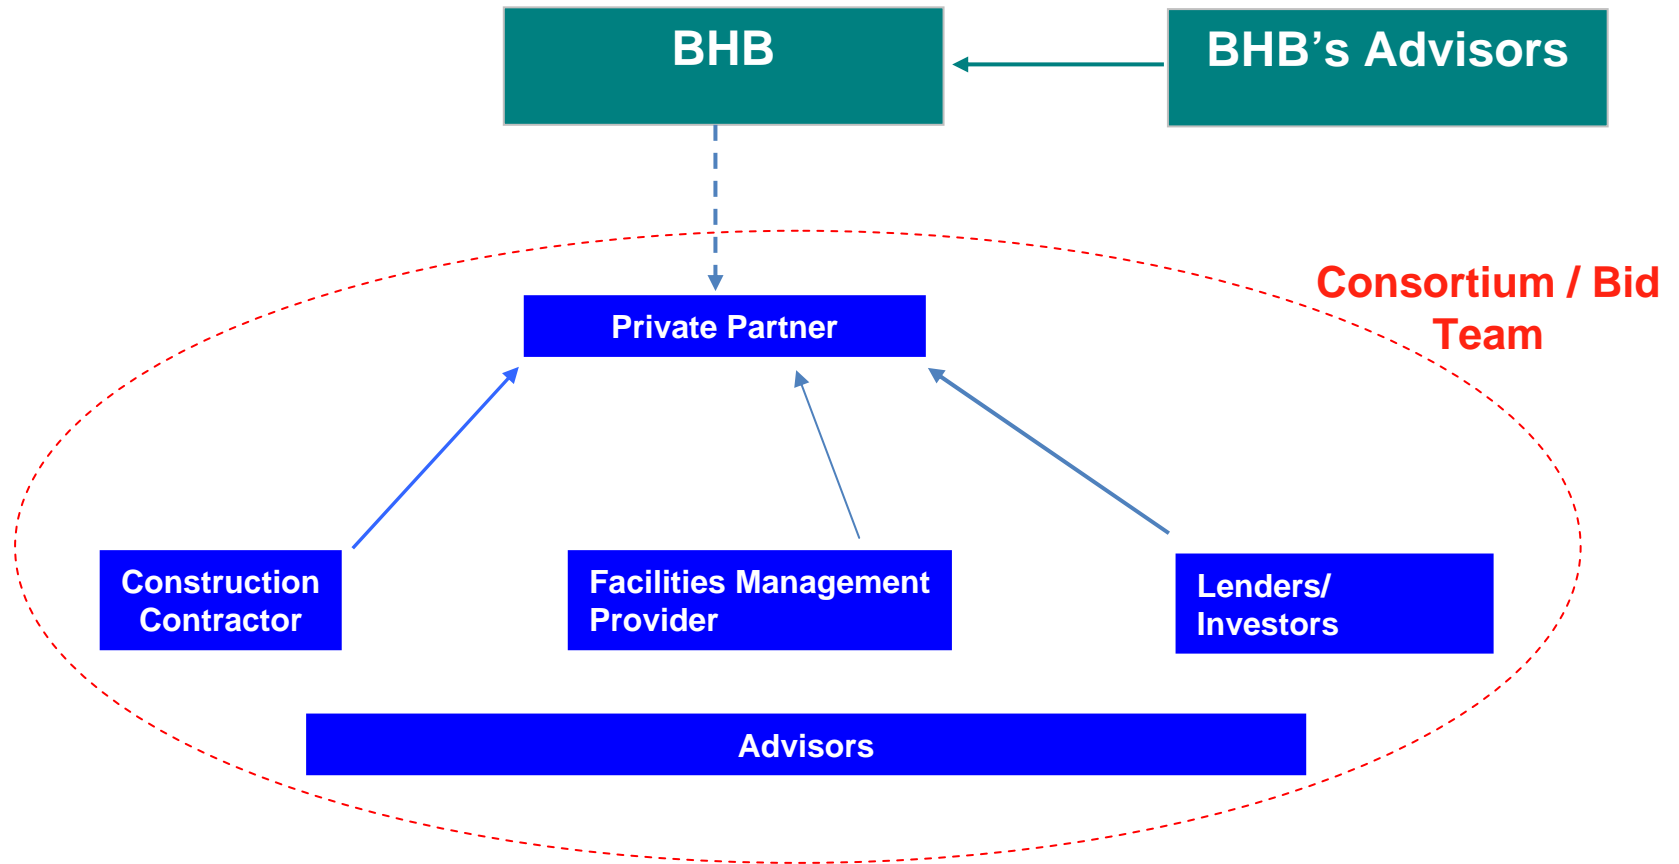 BHB
BHB’s Advisors
Consortium / Bid
Team
Private Partner
Construction
Contractor
Facilities Management
Provider
Lenders/
Investors
Advisors